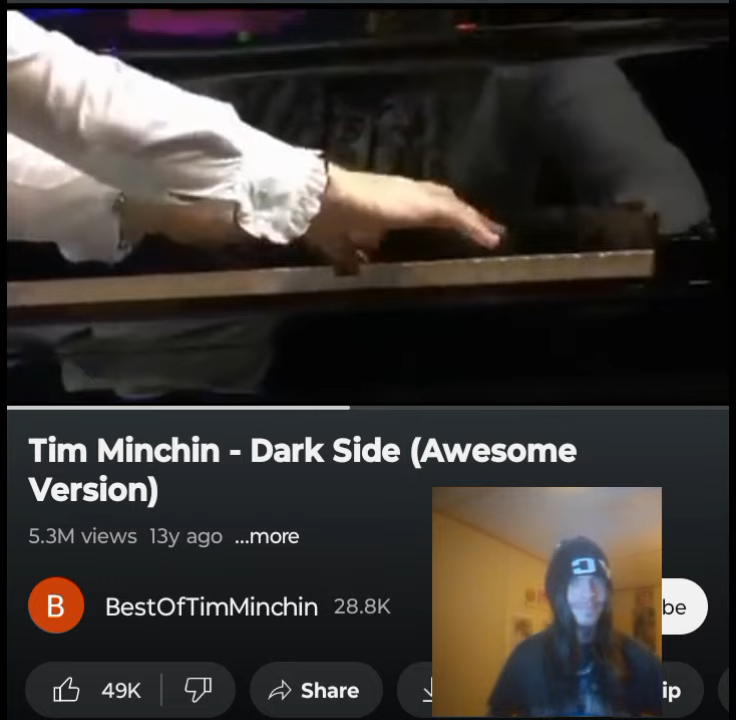 Tim Minchin - Dark Side (Awesome
Version)
5.3M views 13y ago ...more
B BestOfTimMinchin 28.8K be
49K Share ip